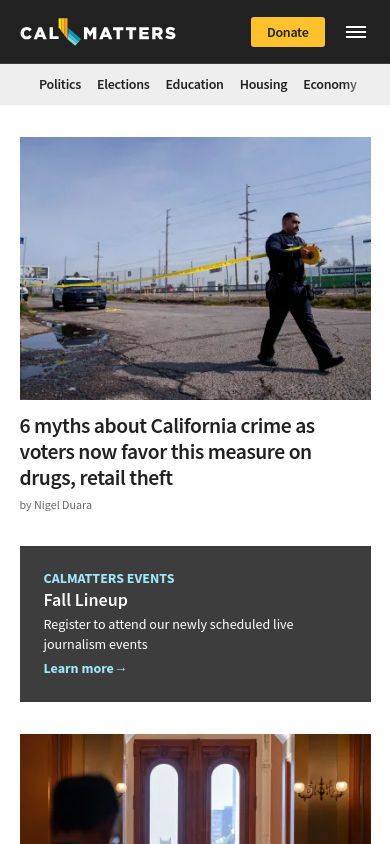 CAL MATTERS
Donate
Politics Elections Education Housing Economy
6 myths about California crime as
voters now favor this measure on
drugs, retail theft
by Nigel Duara
CALMATTERS EVENTS
Fall Lineup
Register to attend our newly scheduled live
journalism events
Learn more→